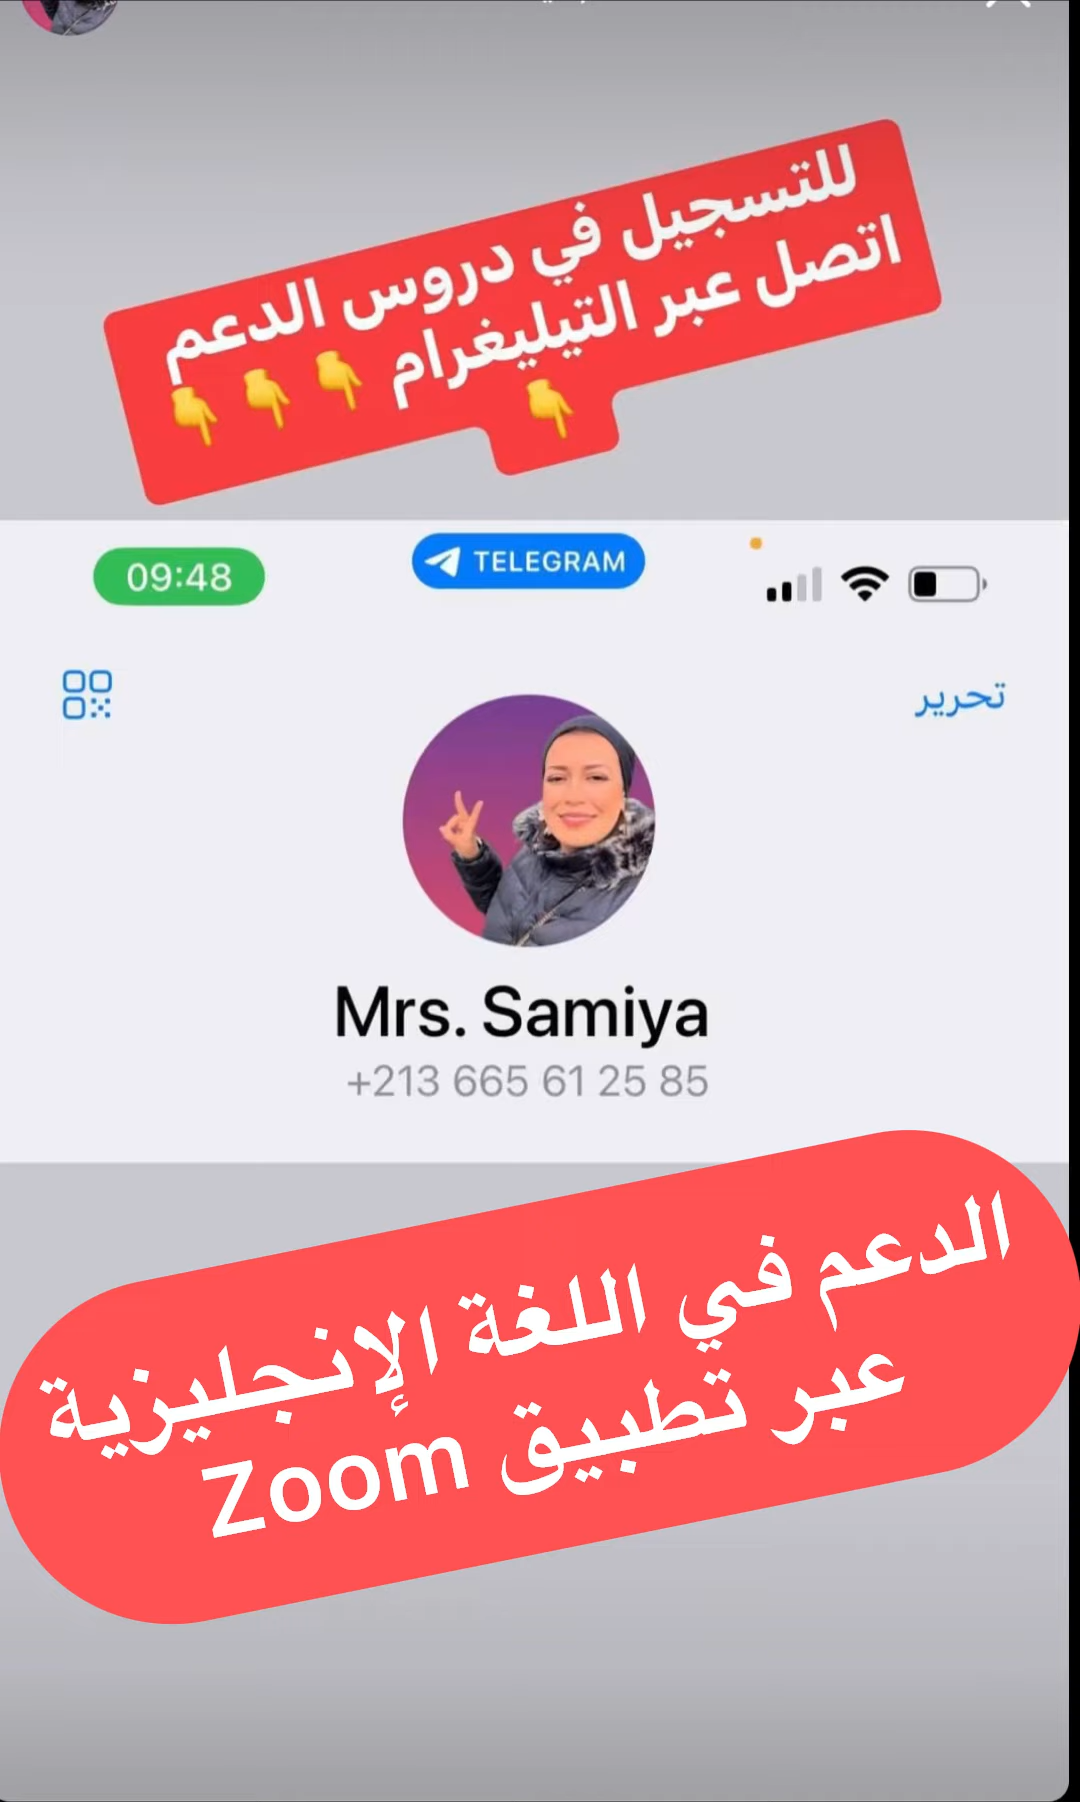 للتسجيل في دروس الدعم
اتصل عبر التيليغرام 👇👇👇
👇
09:48
TELEGRAM
تحرير
Mrs. Samiya
+213 665 61 25 85
الدعم في اللغة الإنجليزية
عبر تطبيق Zoom